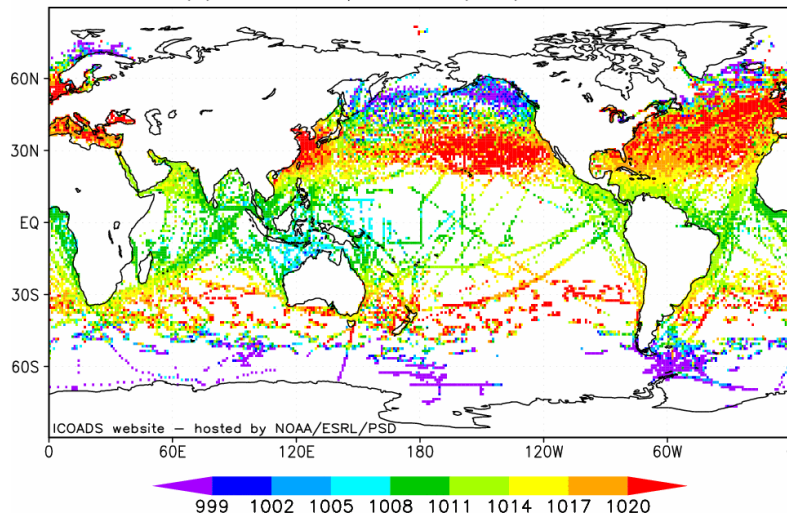 60N
30N
EQ
30S
60S
ICOADS website — hosted by NOAA/ESRL/PSD
0 60E 120E 180 120W 60W
999 1002 1005 1008 1011 1014 1017 1020